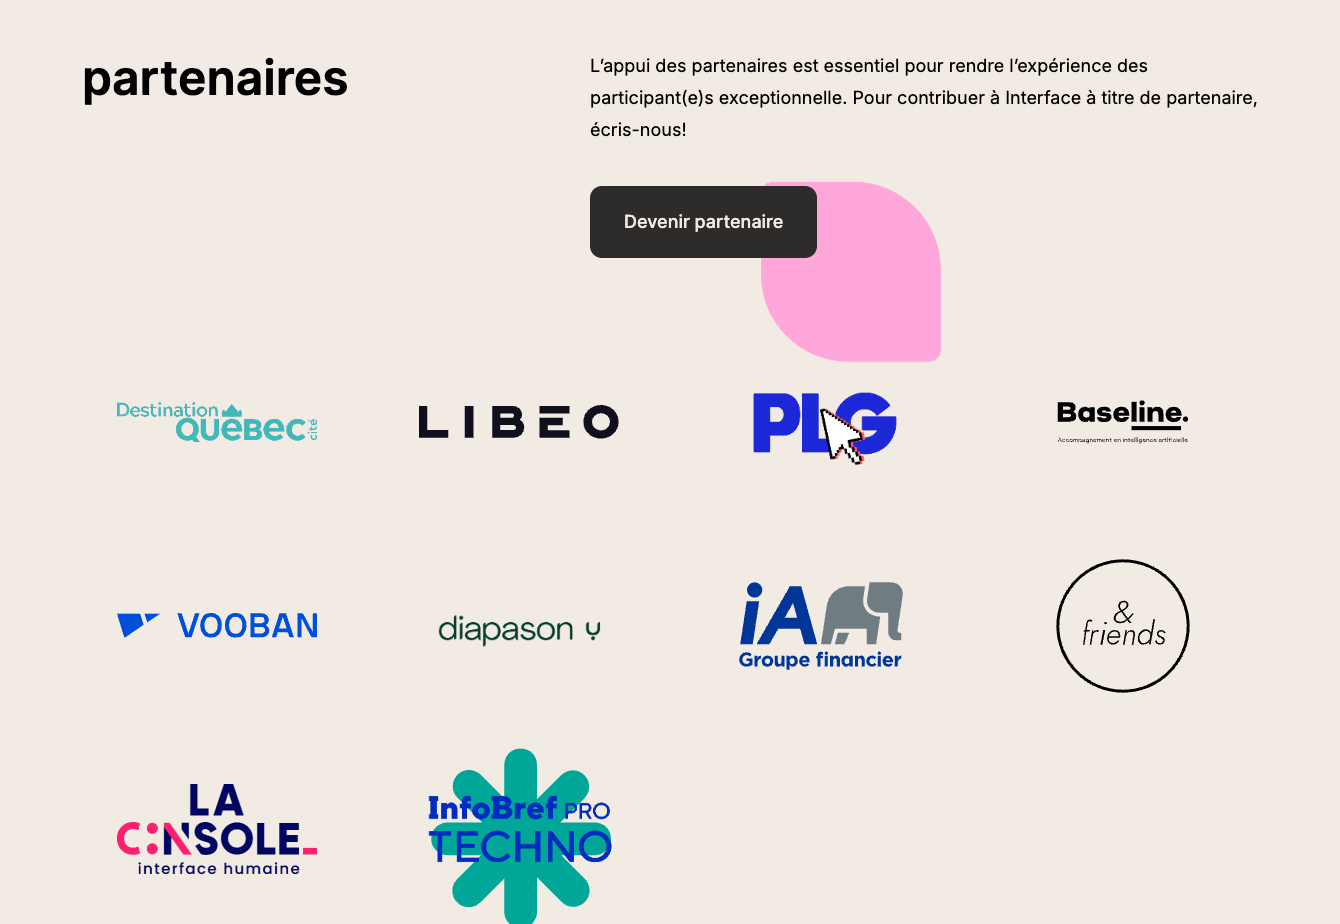 partenaires
L'appui des partenaires est essentiel pour rendre l'expérience des
participant(e)s exceptionnelle. Pour contribuer à Interface à titre de partenaire,
écris-nous!
Devenir partenaire
Destination
QUéBEC cité
LIBEO
PLG
Baseline.
Accompagnement en intelligence artificielle
VOOBAN
diapason
iA
Groupe financier
&
friends
LA
C:NSOLE_
interface humaine
InfoBref PRO
TECHNO